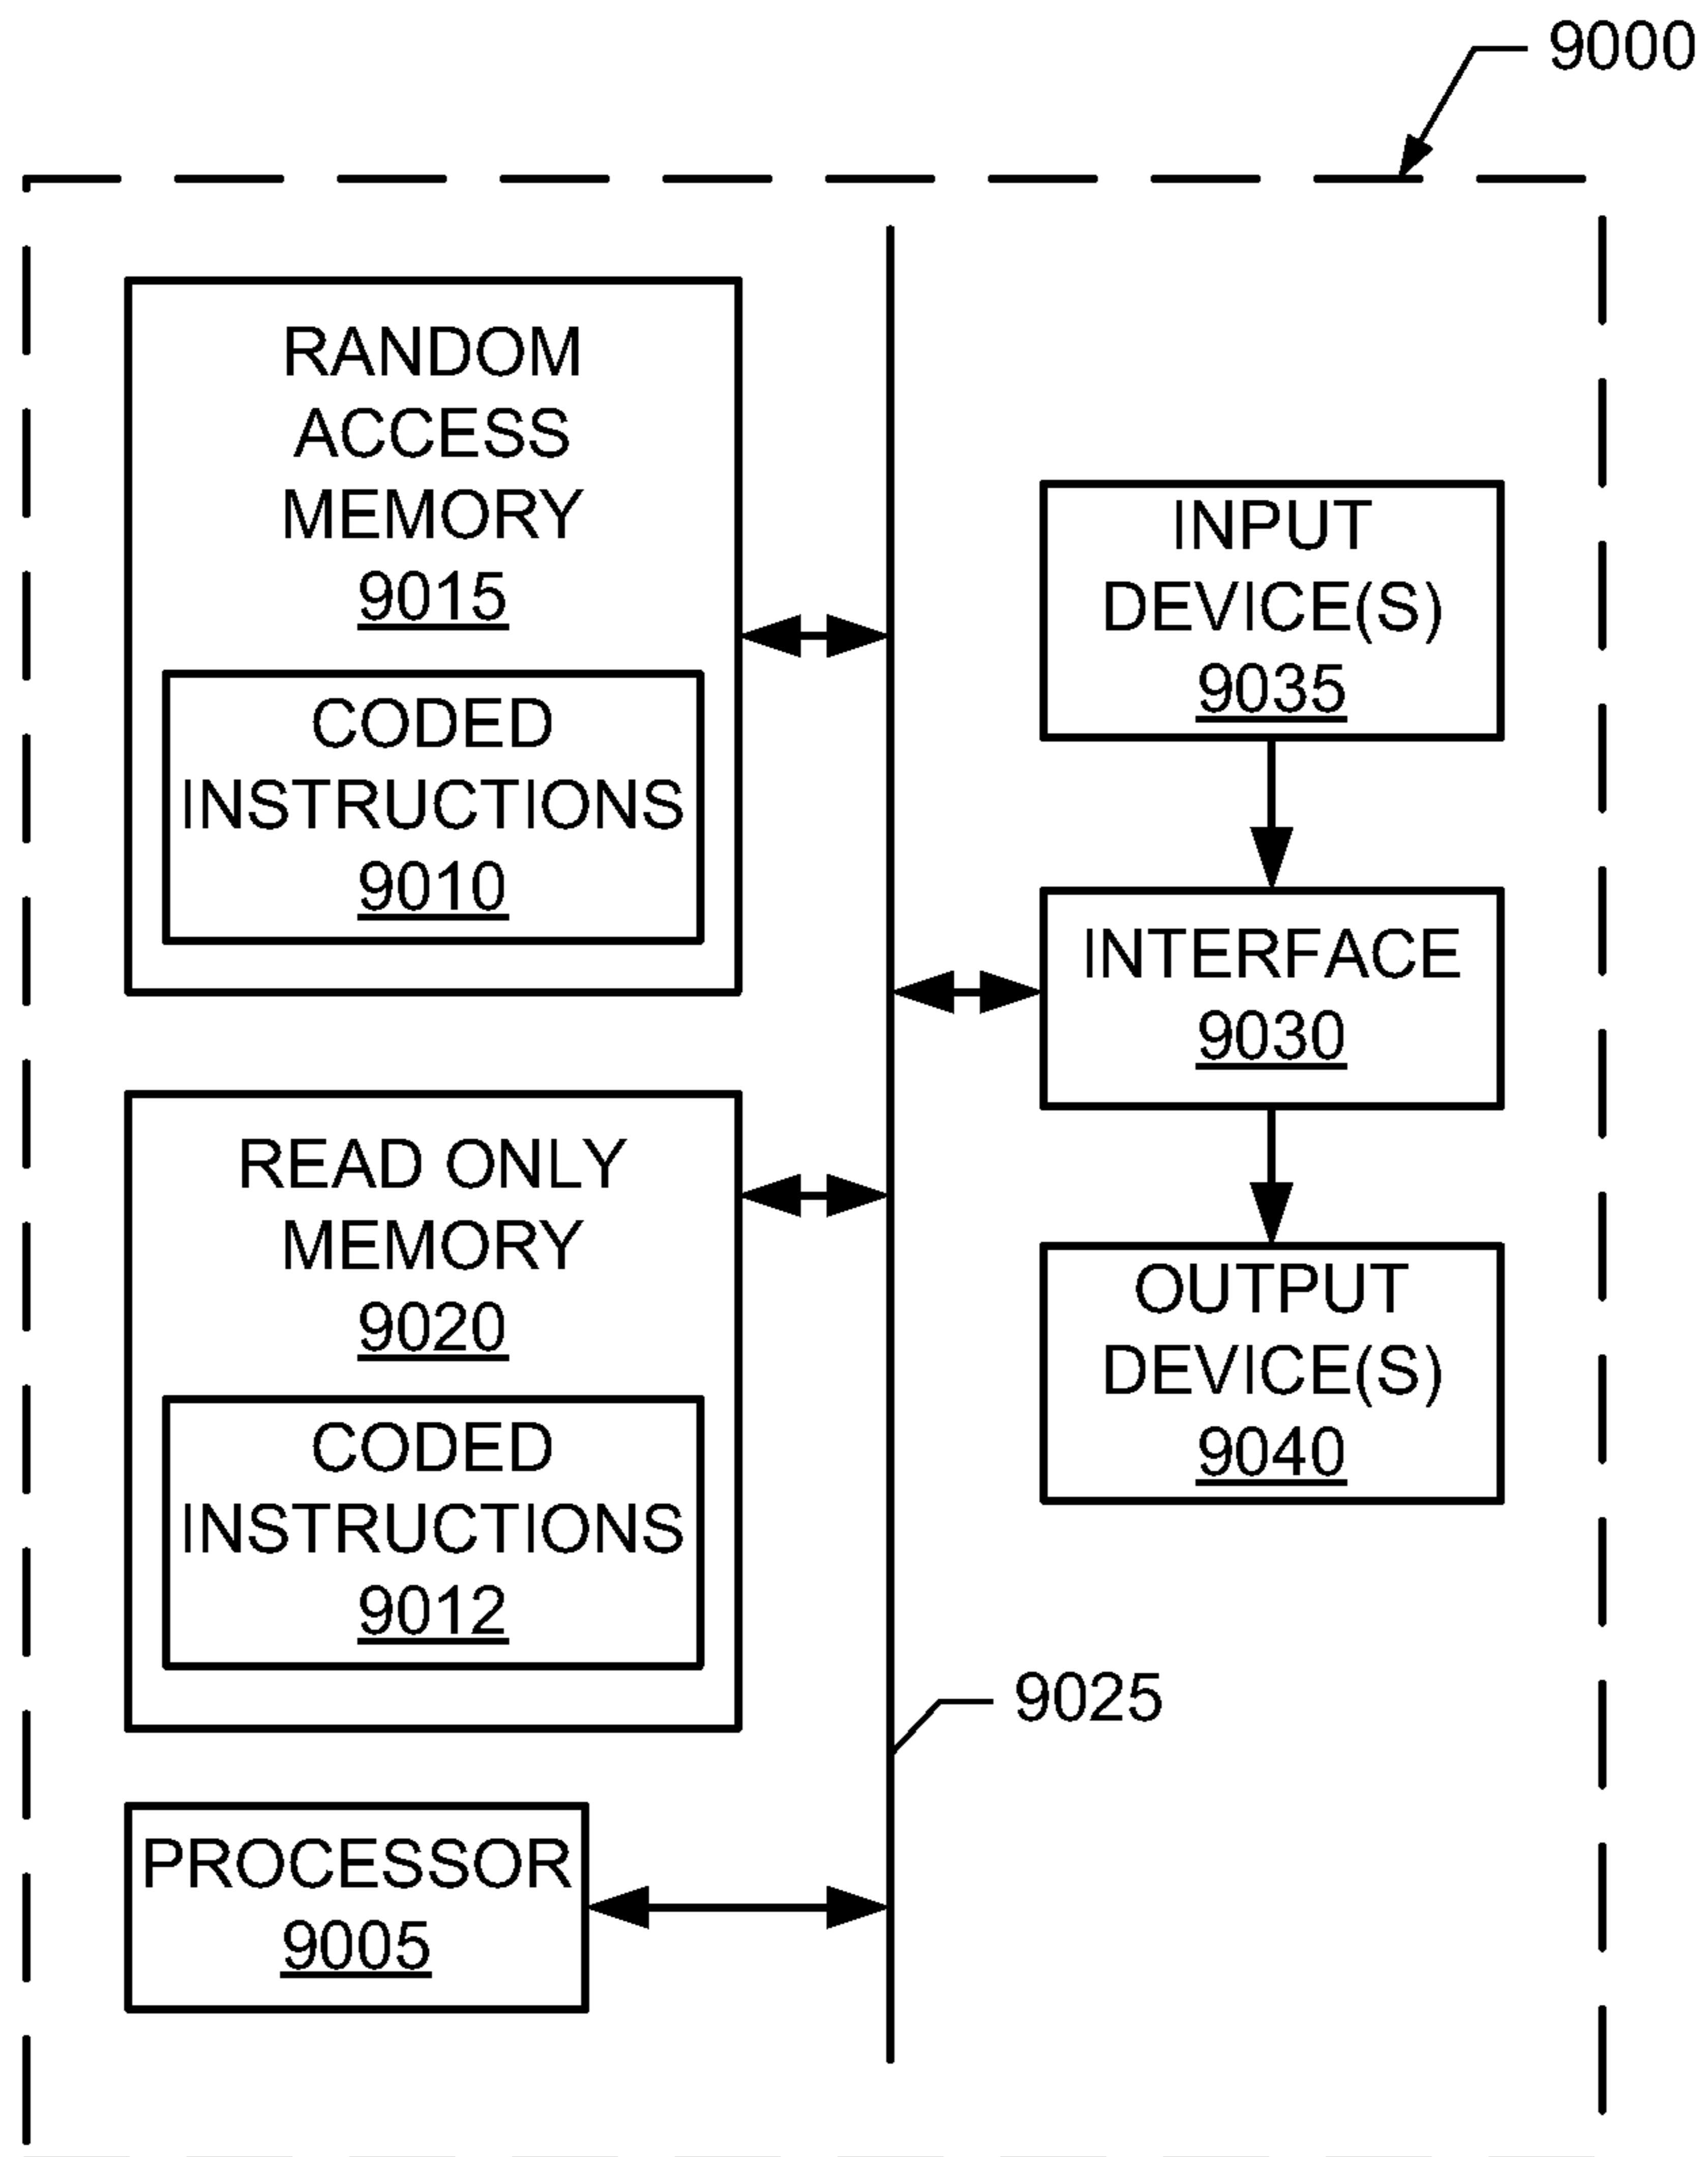 9000
RANDOM
ACCESS
MEMORY
9015
CODED
INSTRUCTIONS
9010
READ ONLY
MEMORY
9020
CODED
INSTRUCTIONS
9012
PROCESSOR
9005
INPUT
DEVICE(S)
9035
INTERFACE
9030
OUTPUT
DEVICE(S)
9040
9025